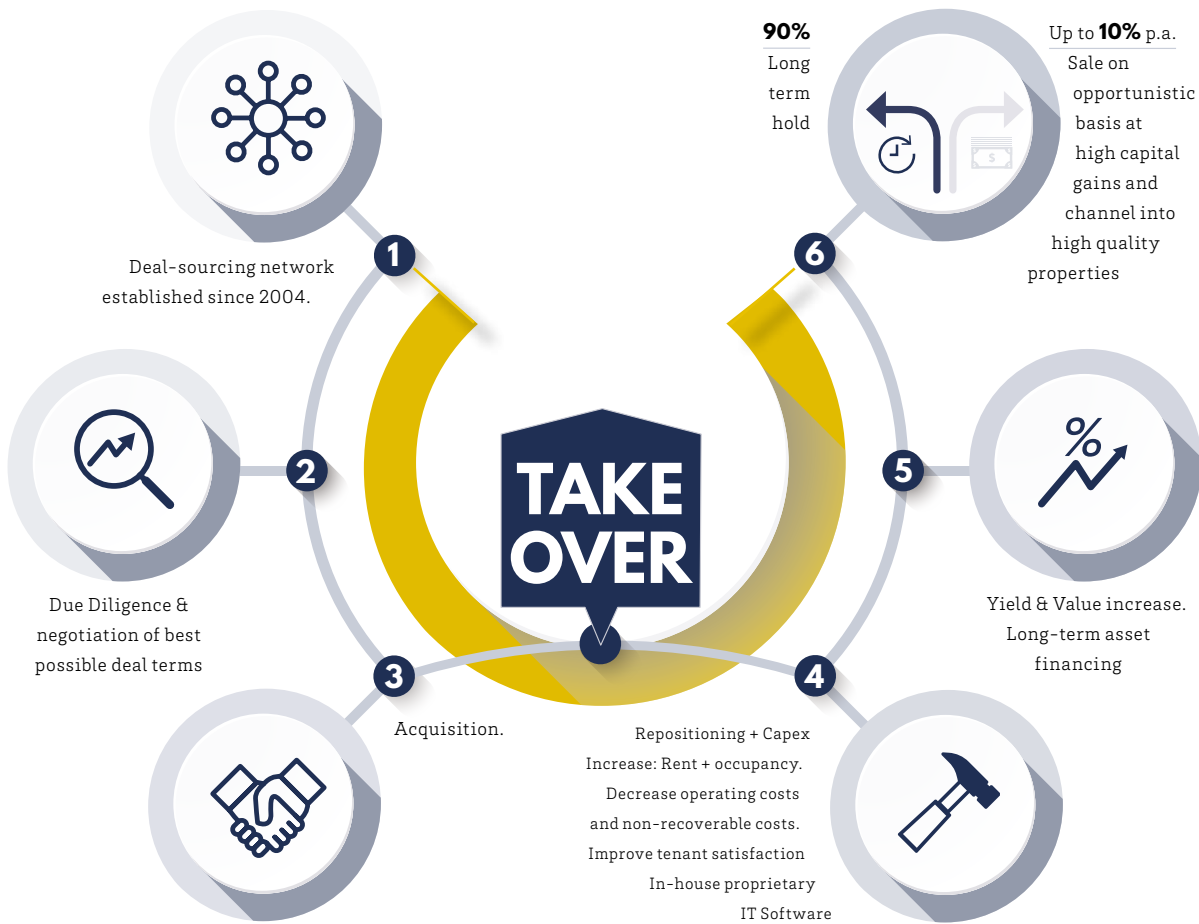 1
Deal-sourcing network
established since 2004.
2
Due Diligence &
negotiation of best
possible deal terms
3
Acquisition.
TAKE
OVER
4
Repositioning + Capex
Increase: Rent + occupancy.
Decrease operating costs
and non-recoverable costs.
Improve tenant satisfaction
In-house proprietary
IT Software
5
%
Yield & Value increase.
Long-term asset
financing
6
90%
Long
term
hold
$
Up to 10% p.a.
Sale on
opportunistic
basis at
high capital
gains and
channel into
high quality
properties